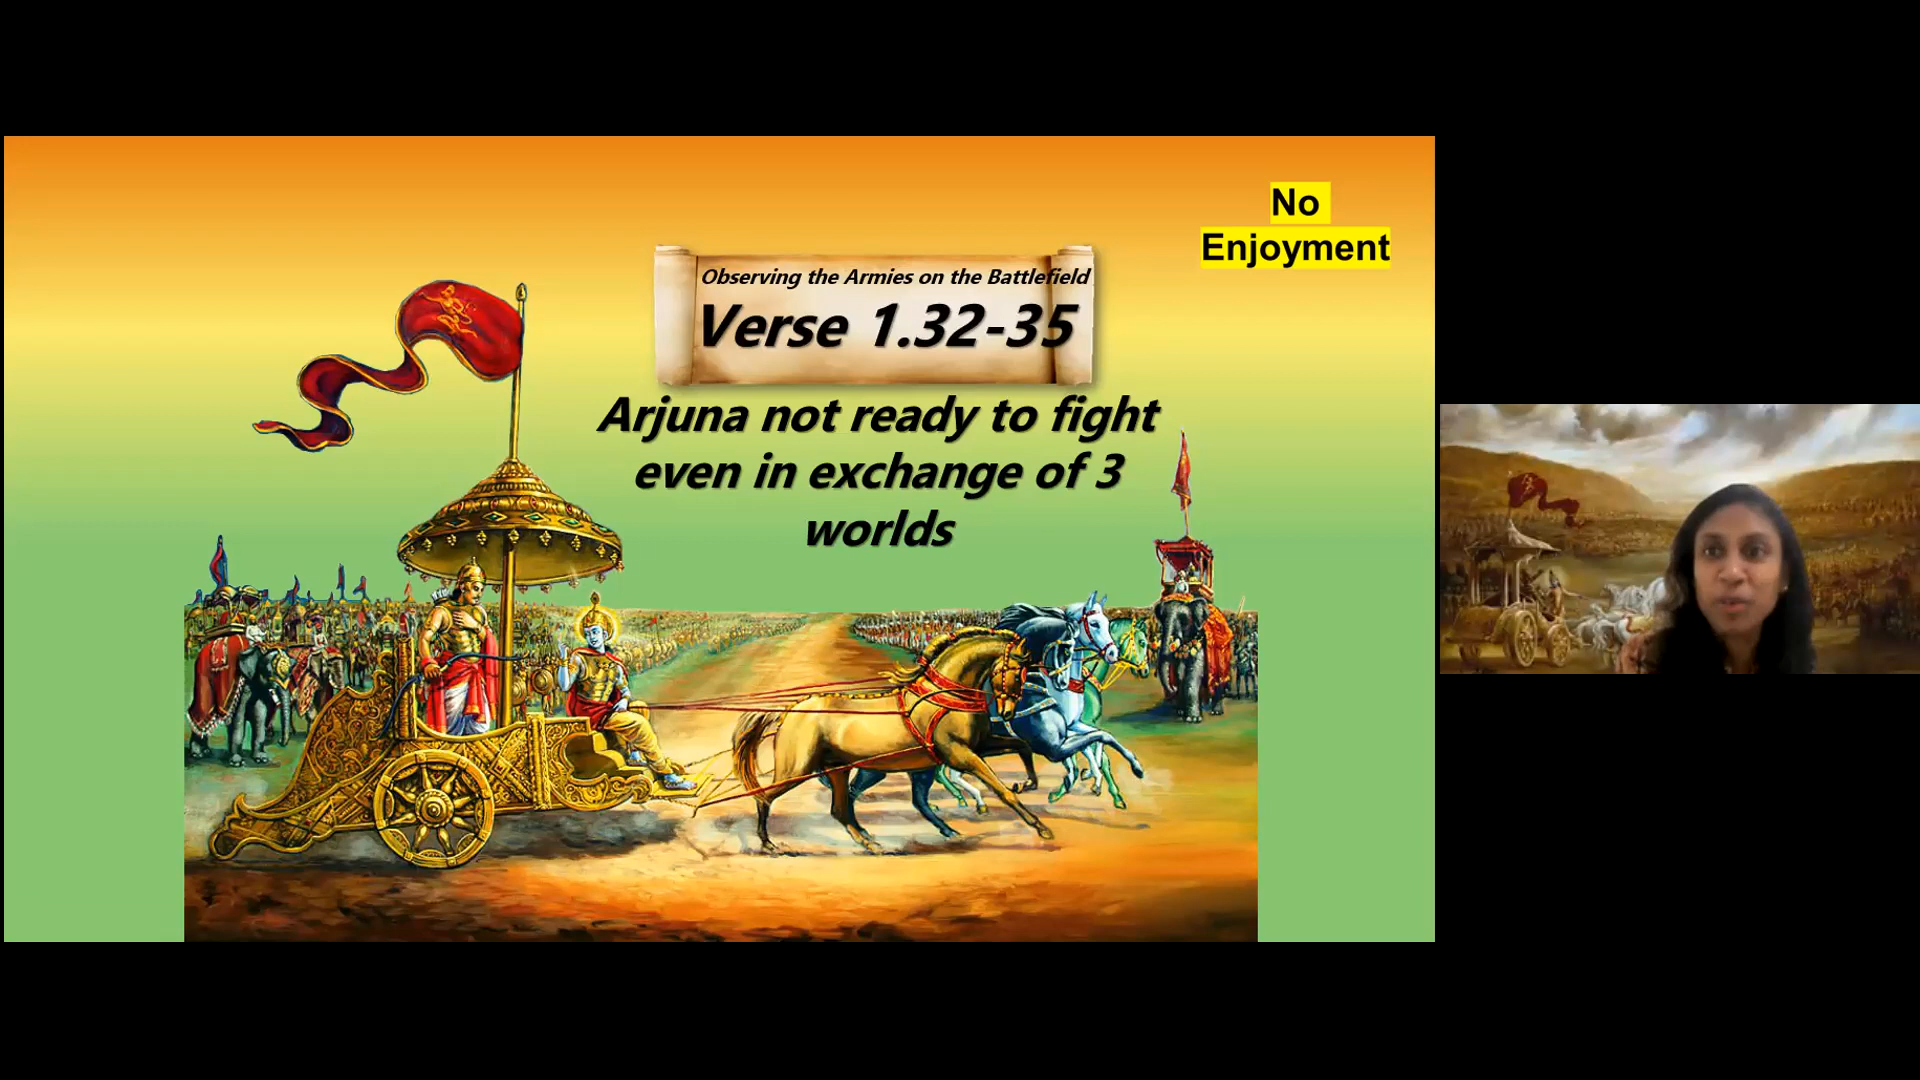 No
Enjoyment
Observing the Armies on the Battlefield
Verse 1.32-35
Arjuna not ready to fight
even in exchange of 3
worlds